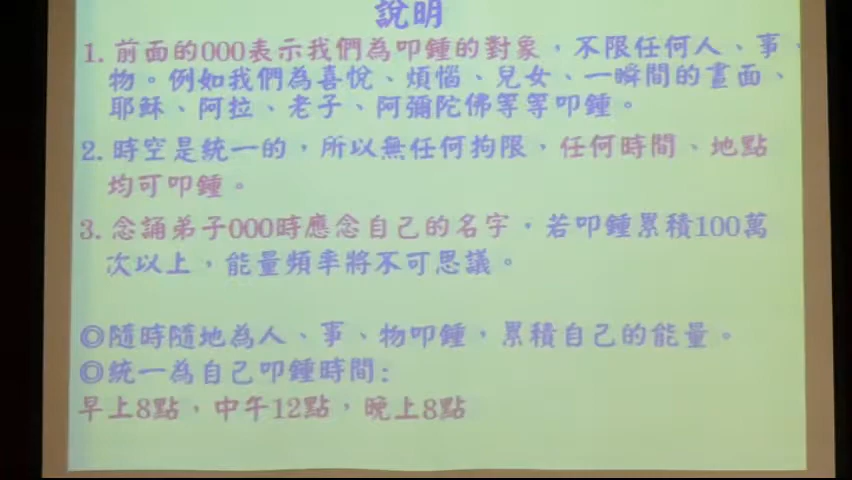 說明
1. 前面的000表示我們為叩鍾的對象，不限任何人、事、
物。例如我們為喜悅、煩惱、兒女、一瞬間的畫面、
耶穌、阿拉、老子、阿彌陀佛等等叩鍾。
2. 時空是統一的，所以無任何拘限，任何時間、地點
均可叩鍾。
3. 念誦弟子000時應念自己的名字，若叩鍾累積100萬
次以上，能量頻率將不可思議。
◎隨時隨地為人、事、物叩鍾，累積自己的能量。
◎統一為自己叩鍾時間:
早上8點，中午12點，晚上8點